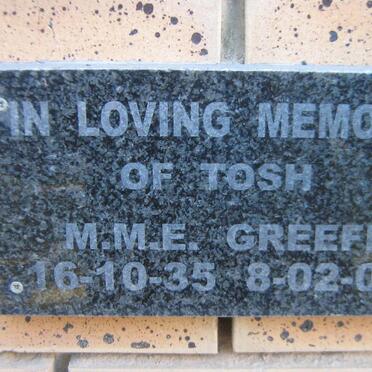 IN LOVING MEMO
OF TOSH
M.M.E. GREEF
16-10-35 8-02-0